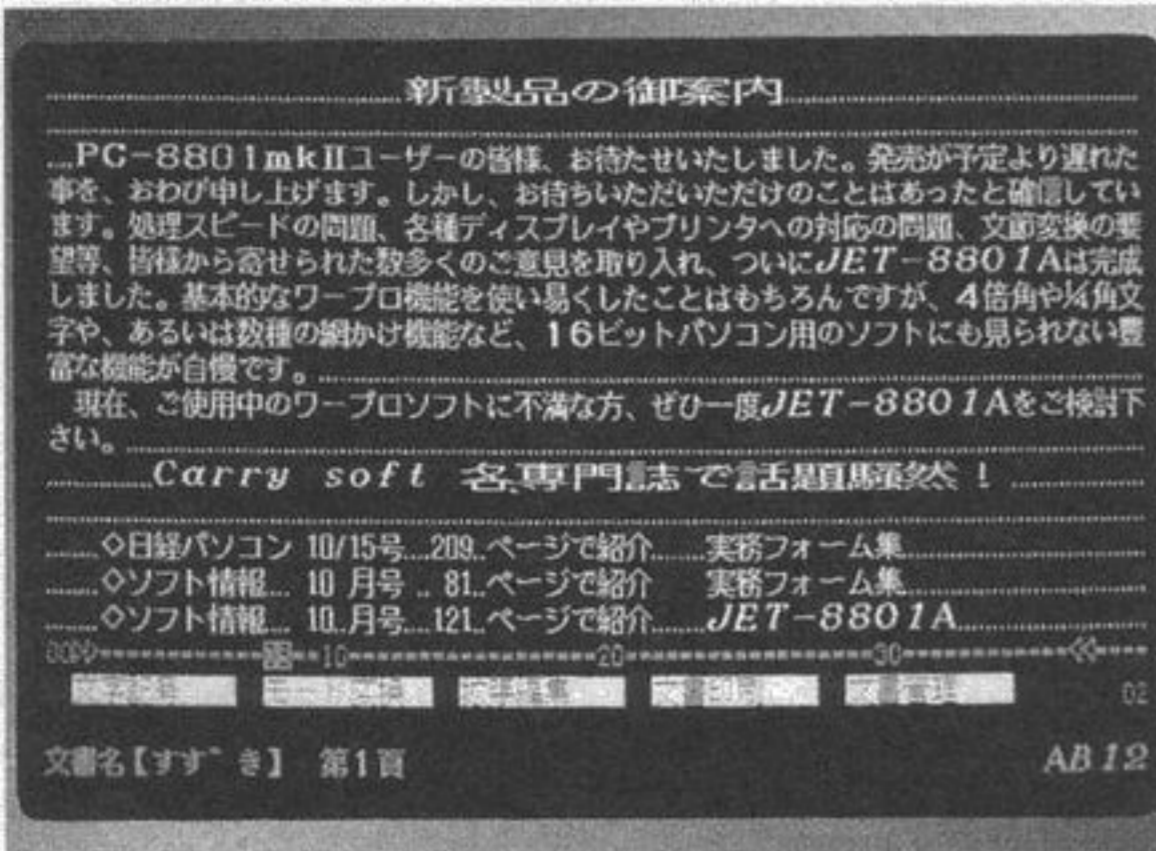 新製品の御案内
PC-8801mkIIユーザーの皆様、お待たせいたしました。発売が予定より遅れた
事を、おわび申し上げます。しかし、お待ちいただいただけのことはあったと確信してい
ます。処理スピードの問題、各種ディスプレイやプリンタへの対応の問題、文節変換の要
望等、皆様から寄せられた数多くのご意見を取り入れ、ついにJET-8801Aは完成
しました。基本的なワープロ機能を使い易くしたことはもちろんですが、4倍角や¼角文
字や、あるいは数種の網かけ機能など、16ビットパソコン用のソフトにも見られない豊
富な機能が自慢です。
現在、ご使用中のワープロソフトに不満な方、ぜひ一度JET-8801Aをご検討下
さい。
Carry soft 各専門誌で話題騒然!
◇日経パソコン 10/15号...209..ページで紹介......実務フォーム集
◇ソフト情報... 10 月号 .. 81..ページで紹介 実務フォーム集
◇ソフト情報... 10..月号...121..ページで紹介......JET-8801A
10 20 30
02
文書名【すす゛き】 第1頁
AB12